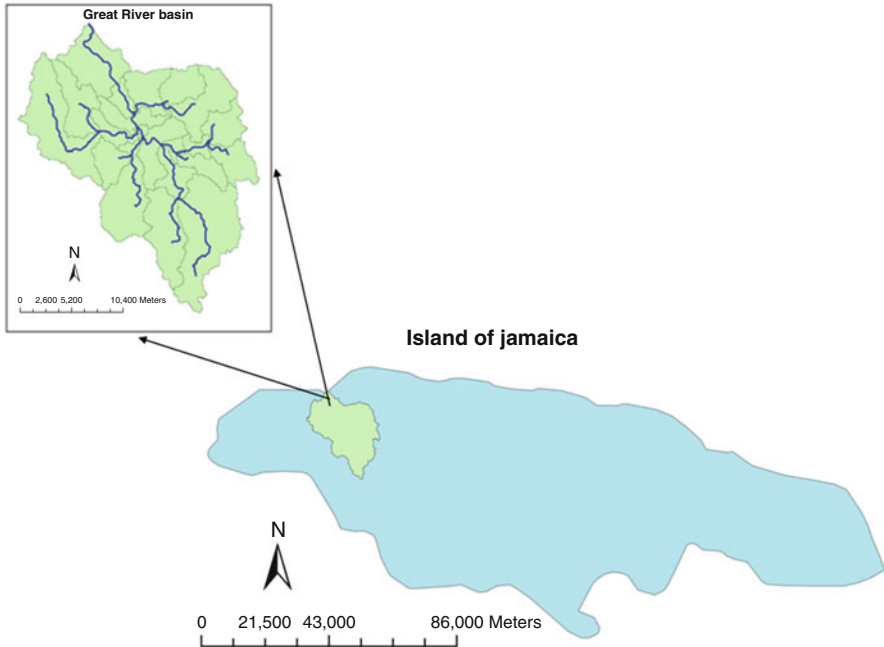 Great River basin
N
0 2,600 5,200 10,400 Meters
Island of jamaica
N
0 21,500 43,000 86,000 Meters